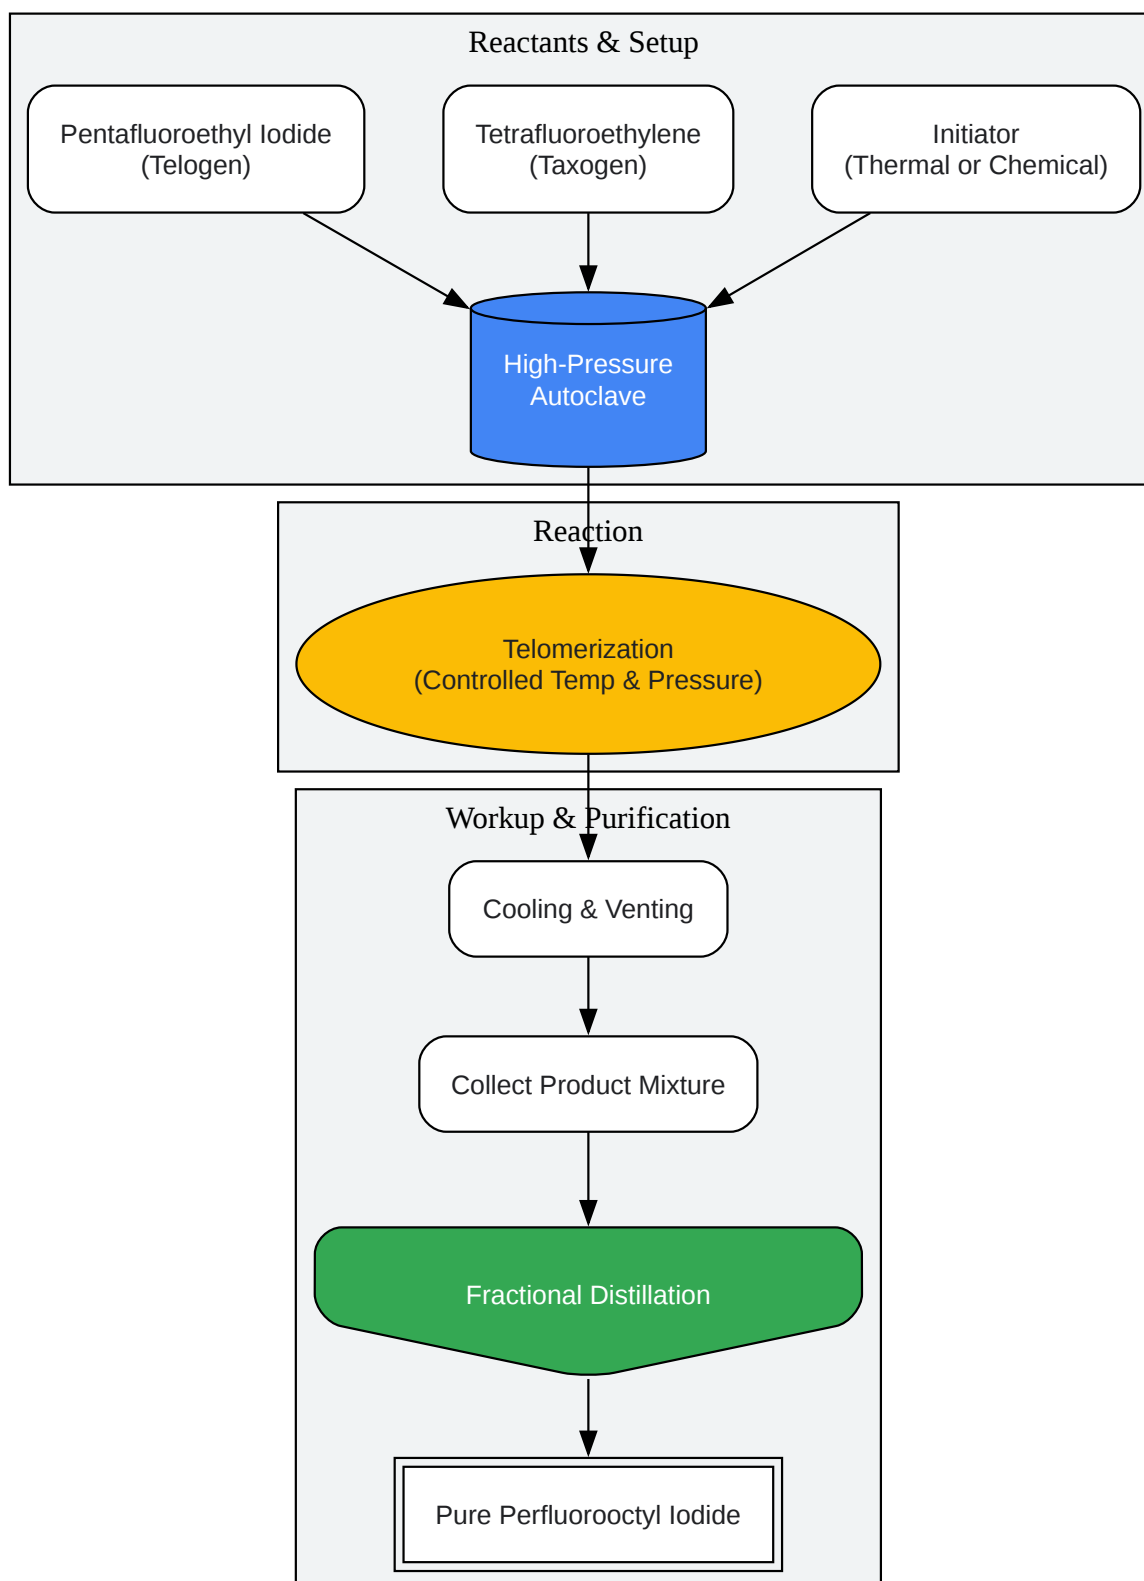 Reactants & Setup
Pentafluoroethyl Iodide
(Telogen)
Tetrafluoroethylene
(Taxogen)
Initiator
(Thermal or Chemical)
High-Pressure
Autoclave
Reaction
Telomerization
(Controlled Temp & Pressure)
Workup & Purification
Cooling & Venting
Collect Product Mixture
Fractional Distillation
Pure Perfluorooctyl Iodide